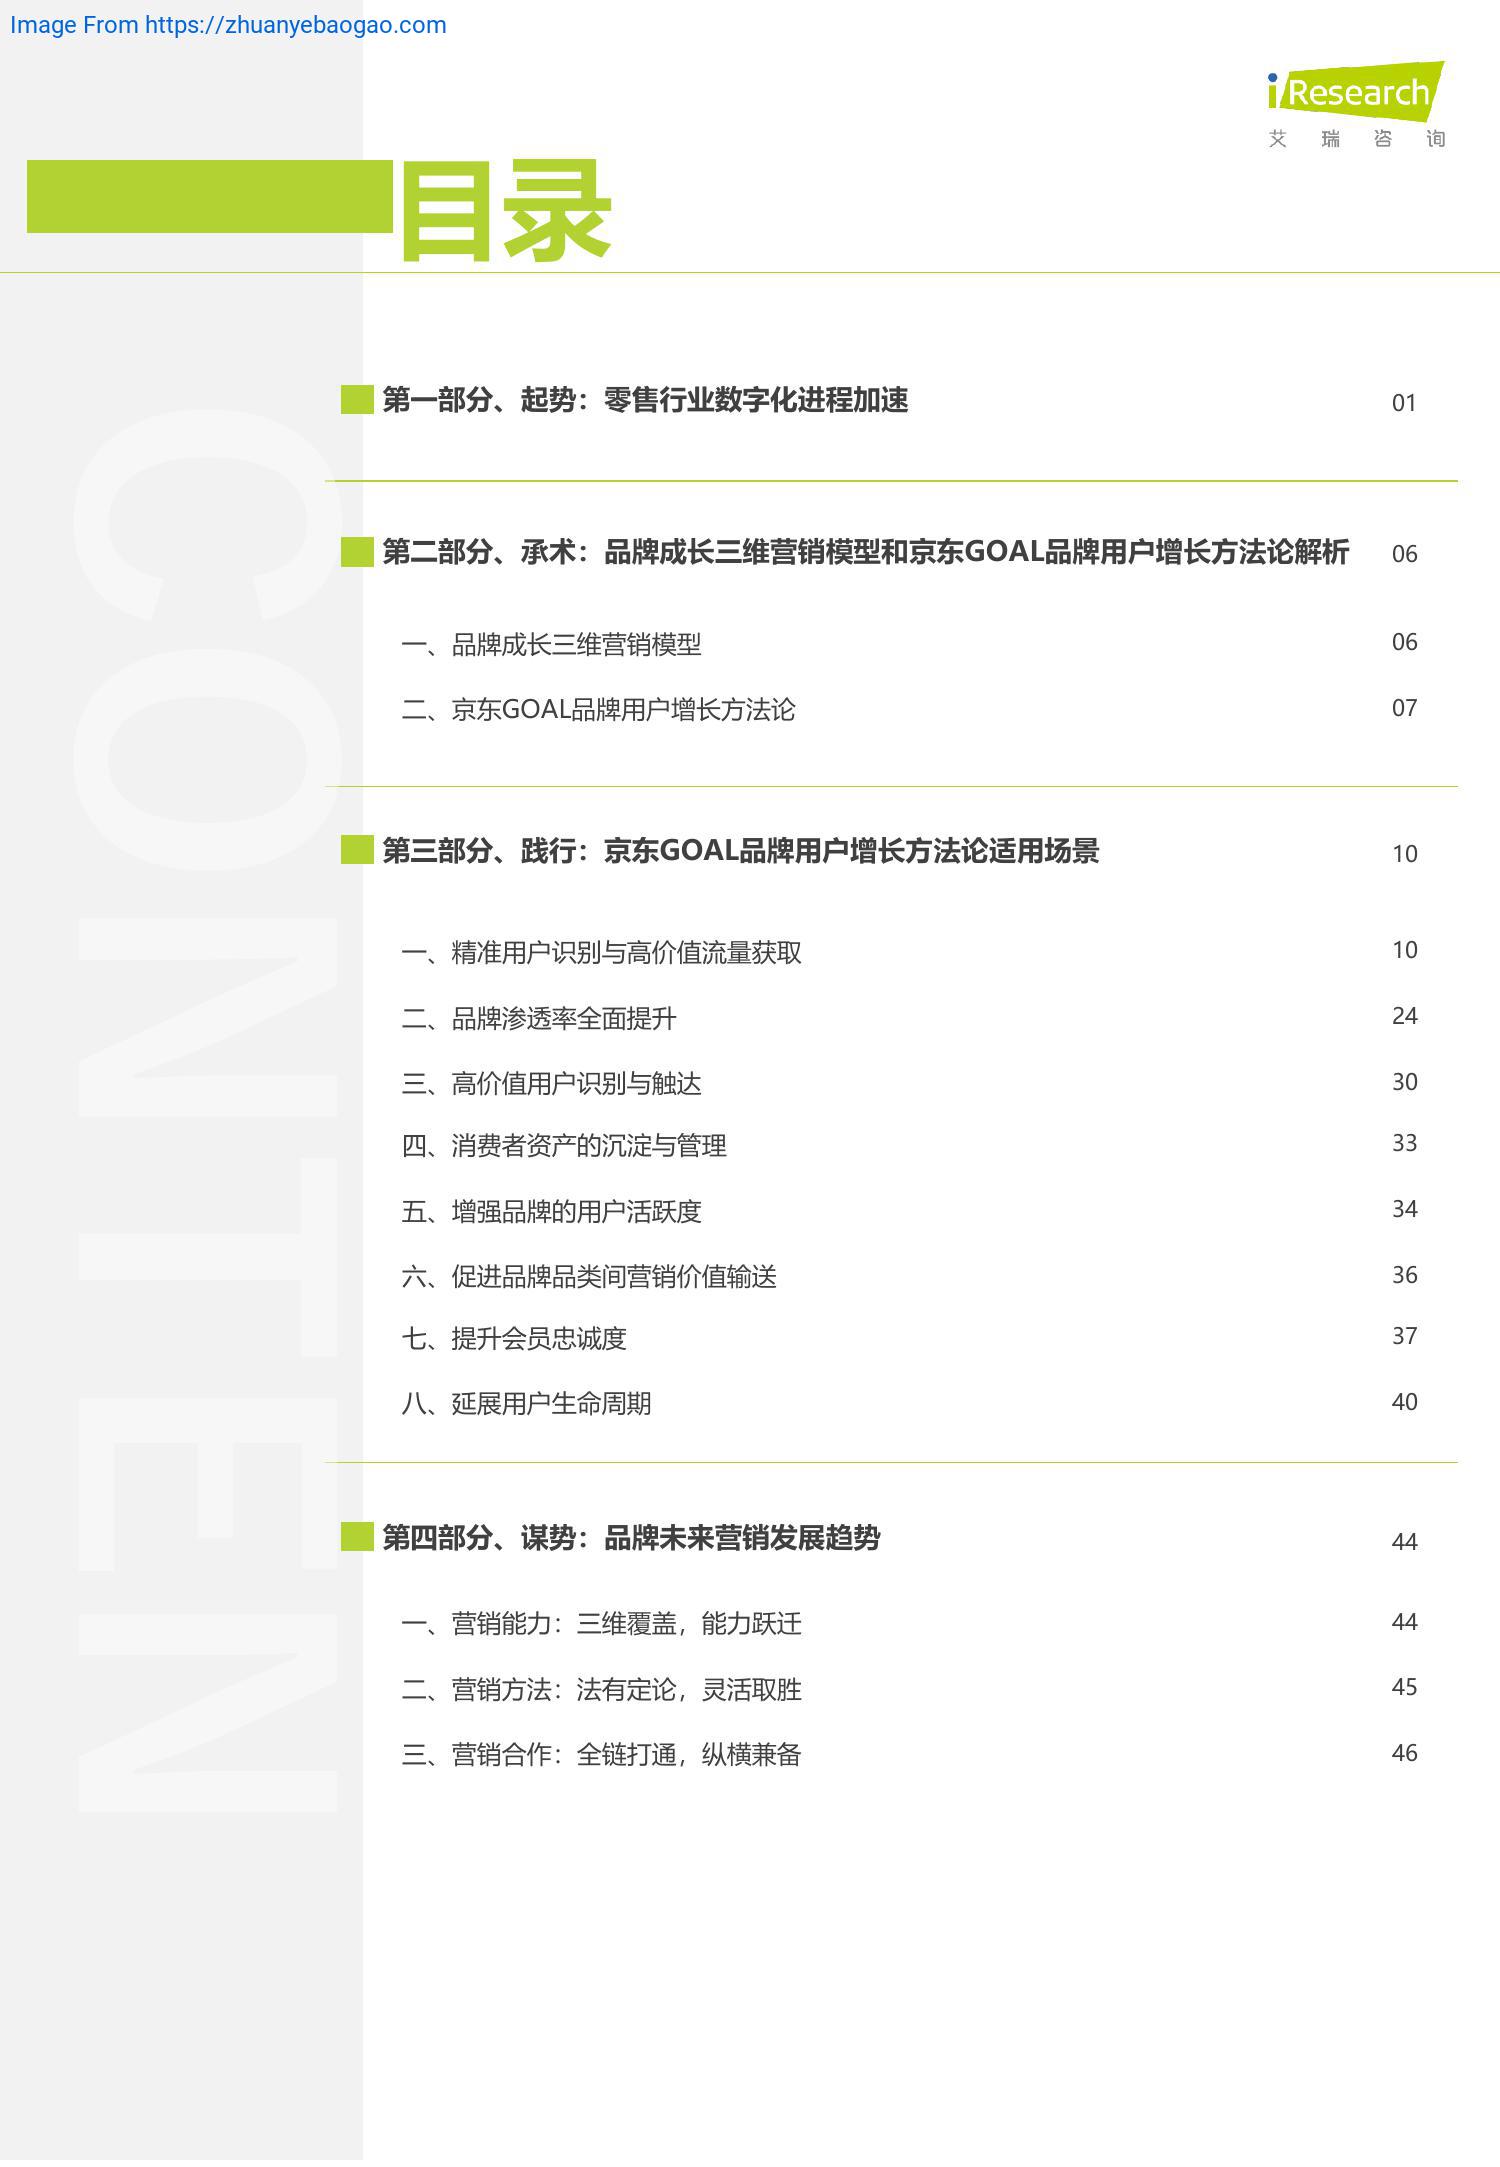 Image From https://zhuanyebaogao.com
iResearch
艾瑞咨询
目录
第一部分、起势：零售行业数字化进程加速 01
第二部分、承术：品牌成长三维营销模型和京东GOAL品牌用户增长方法论解析 06
一、品牌成长三维营销模型 06
二、京东GOAL品牌用户增长方法论 07
第三部分、践行：京东GOAL品牌用户增长方法论适用场景 10
一、精准用户识别与高价值流量获取 10
二、品牌渗透率全面提升 24
三、高价值用户识别与触达 30
四、消费者资产的沉淀与管理 33
五、增强品牌的用户活跃度 34
六、促进品牌品类间营销价值输送 36
七、提升会员忠诚度 37
八、延展用户生命周期 40
第四部分、谋势：品牌未来营销发展趋势 44
一、营销能力：三维覆盖，能力跃迁 44
二、营销方法：法有定论，灵活取胜 45
三、营销合作：全链打通，纵横兼备 46
CONTEN